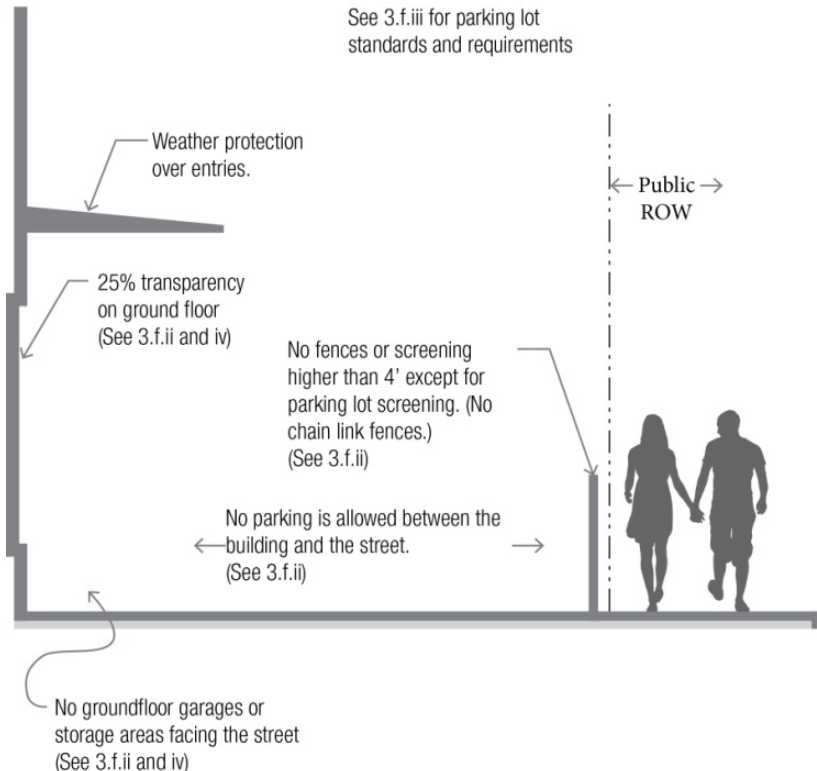 See 3.f.iii for parking lot
standards and requirements
Weather protection
over entries.
Public
ROW
25% transparency
on ground floor
(See 3.f.ii and iv)
No fences or screening
higher than 4’ except for
parking lot screening. (No
chain link fences.)
(See 3.f.ii)
No parking is allowed between the
building and the street.
(See 3.f.ii)
No groundfloor garages or
storage areas facing the street
(See 3.f.ii and iv)